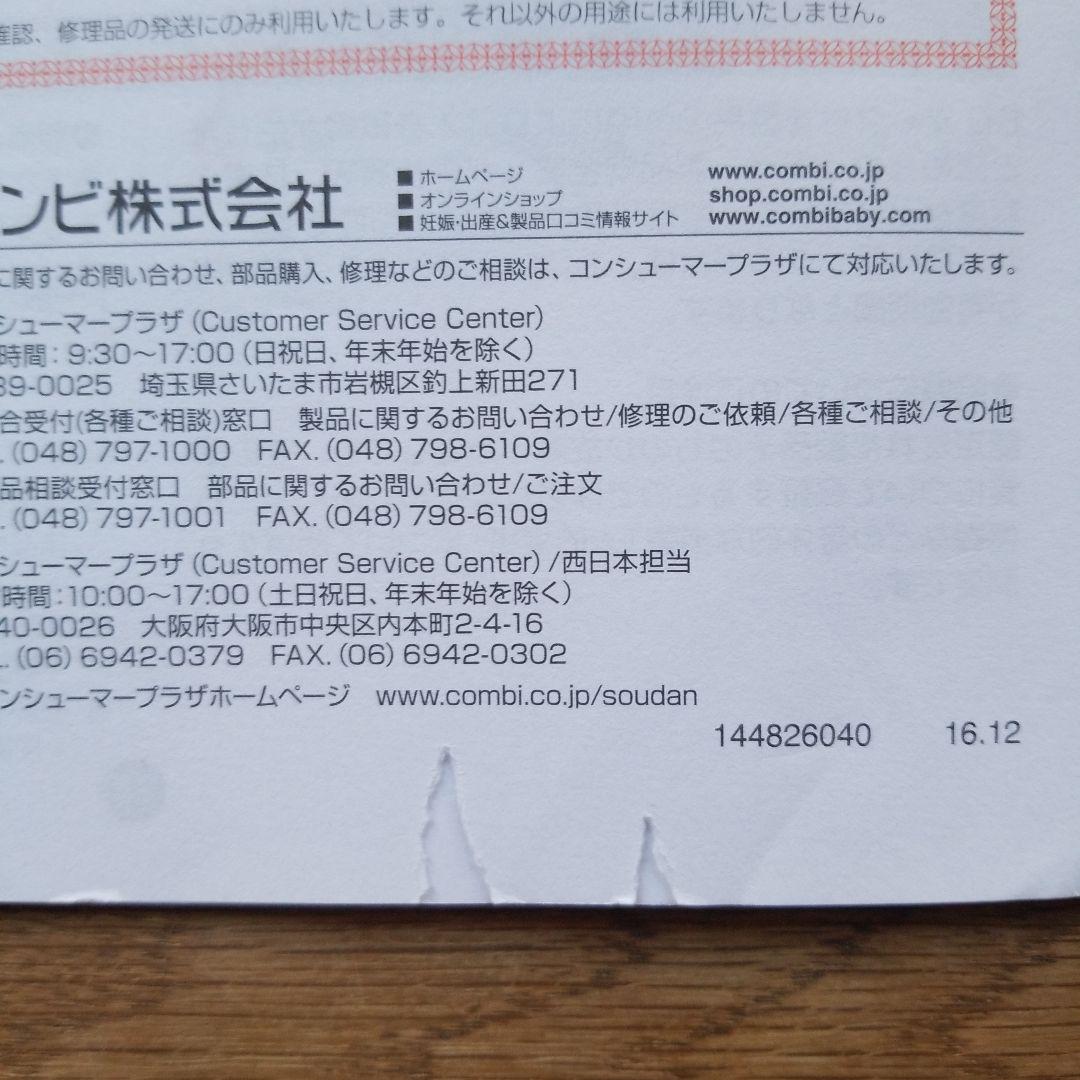 確認、修理品の発送にのみ利用いたします。それ以外の用途には利用いたしません。
ンビ株式会社
■ ホームページ www.combi.co.jp
■ オンラインショップ shop.combi.co.jp
■ 妊娠・出産&製品口コミ情報サイト www.combibaby.com
に関するお問い合わせ、部品購入、修理などのご相談は、コンシューマープラザにて対応いたします。
シューマープラザ (Customer Service Center)
時間：9:30～17:00（日祝日、年末年始を除く）
39-0025 埼玉県さいたま市岩槻区釣上新田271
合受付(各種ご相談)窓口 製品に関するお問い合わせ/修理のご依頼/各種ご相談/その他
.(048) 797-1000 FAX. (048) 798-6109
品相談受付窓口 部品に関するお問い合わせ/ご注文
.(048) 797-1001 FAX. (048) 798-6109
シューマープラザ (Customer Service Center) /西日本担当
時間：10:00～17:00（土日祝日、年末年始を除く）
40-0026 大阪府大阪市中央区内本町2-4-16
.(06) 6942-0379 FAX. (06) 6942-0302
ンシューマープラザホームページ www.combi.co.jp/soudan
144826040 16.12